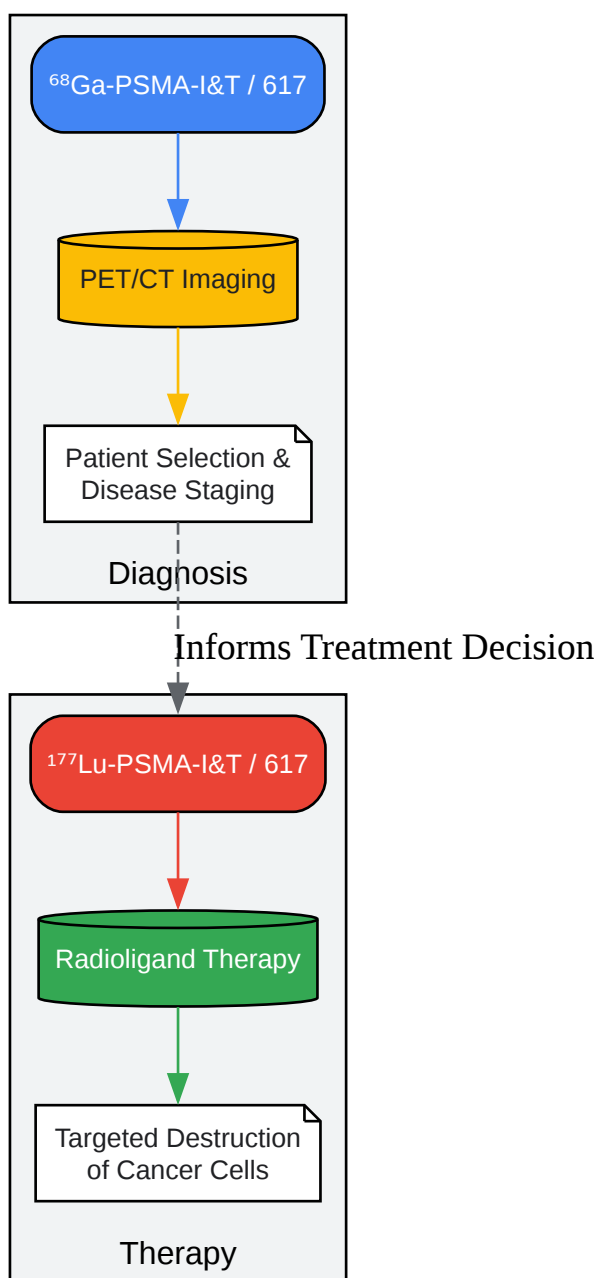 ⁶⁸Ga-PSMA-I&T / 617
PET/CT Imaging
Patient Selection &
Disease Staging
Diagnosis
Informs Treatment Decision
¹⁷⁷Lu-PSMA-I&T / 617
Radioligand Therapy
Targeted Destruction
of Cancer Cells
Therapy